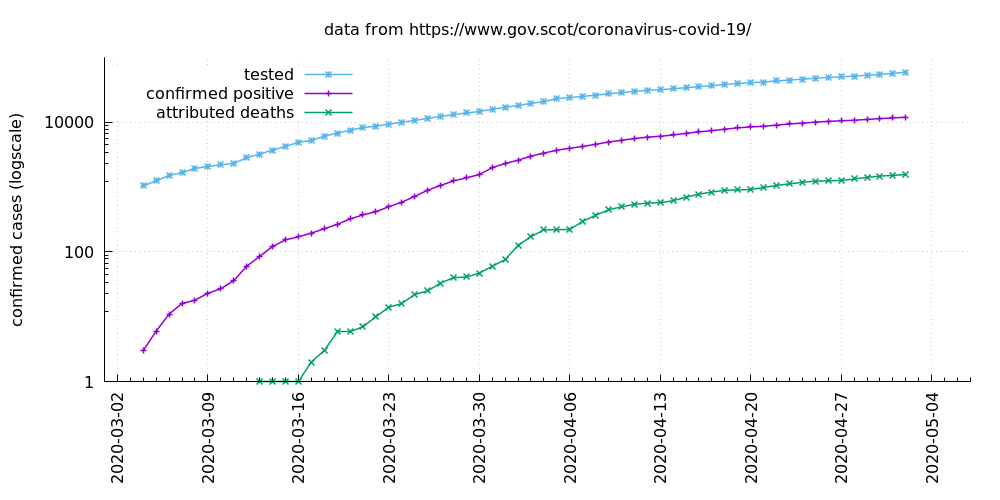 data from https://www.gov.scot/coronavirus-covid-19/
tested
confirmed positive
attributed deaths
confirmed cases (logscale)
10000
100
1
2020-03-02
2020-03-09
2020-03-16
2020-03-23
2020-03-30
2020-04-06
2020-04-13
2020-04-20
2020-04-27
2020-05-04